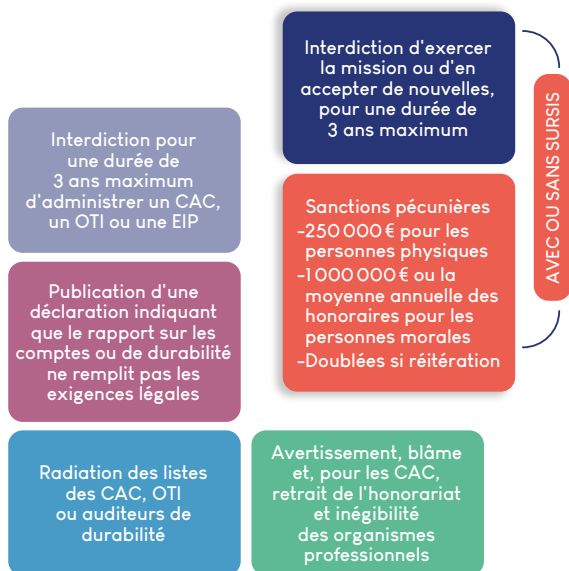 Interdiction d'exercer
la mission ou d'en
accepter de nouvelles,
pour une durée de
3 ans maximum
AVEC OU SANS SURSIS
Interdiction pour
une durée de
3 ans maximum
d'administrer un CAC,
un OTI ou une EIP
Sanctions pécunières
-250 000 € pour les
personnes physiques
-1 000 000 € ou la
moyenne annuelle des
honoraires pour les
personnes morales
-Doublées si réitération
Publication d'une
déclaration indiquant
que le rapport sur les
comptes ou de durabilité
ne remplit pas les
exigences légales
Radiation des listes
des CAC, OTI
ou auditeurs de
durabilité
Avertissement, blâme
et, pour les CAC,
retrait de l'honorariat
et inégibilité
des organismes
professionnels